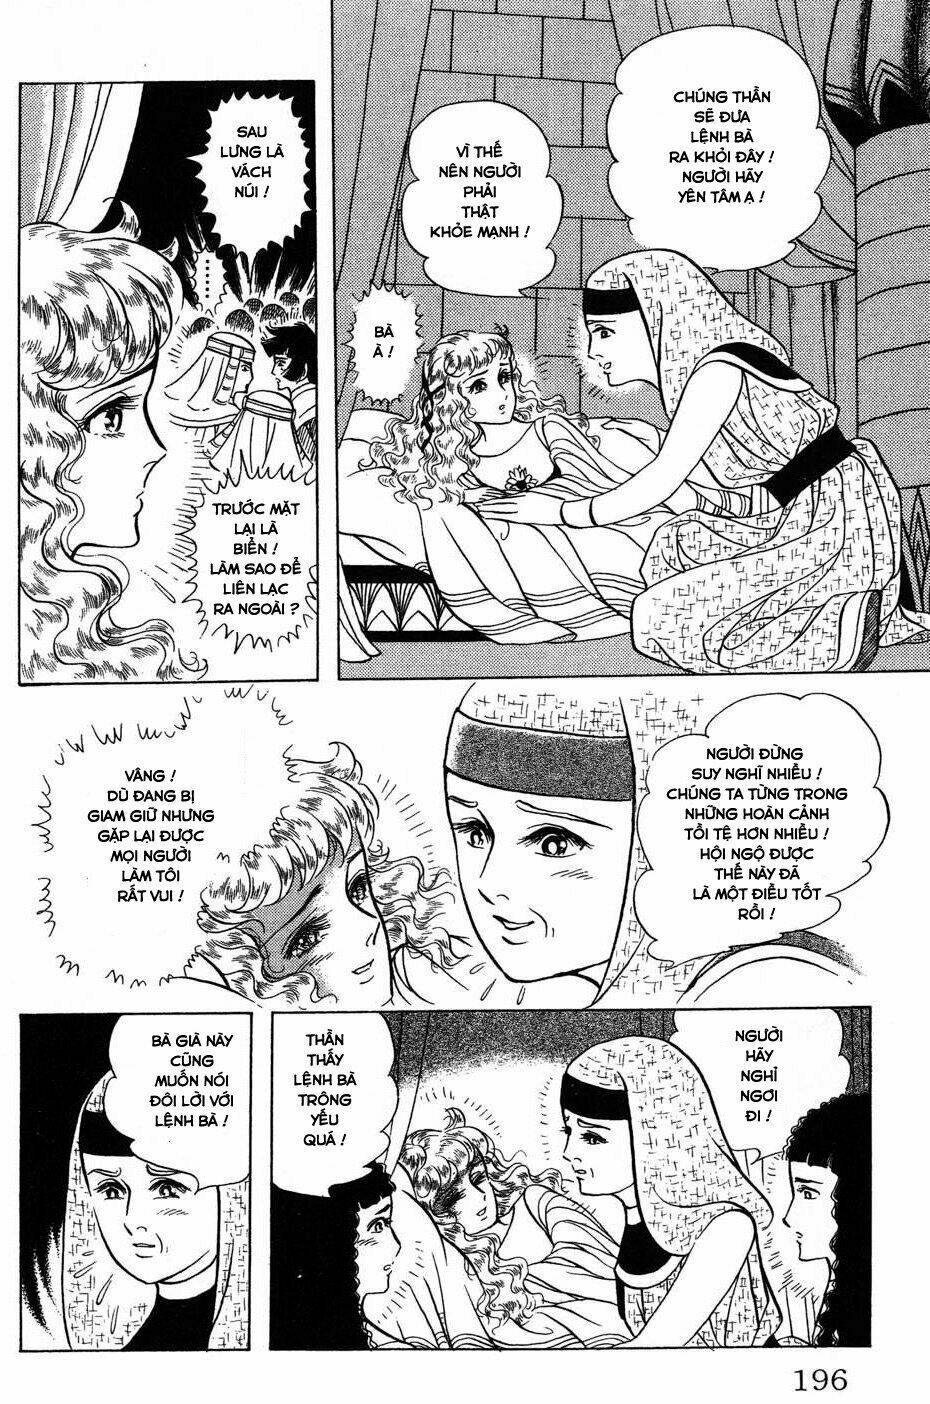 CHÚNG THẦN
SẼ ĐƯA
LỆNH BÀ
RA KHỎI ĐÂY !
NGƯỜI HÃY
YÊN TÂM Ạ !
VÌ THẾ
NÊN NGƯỜI
PHẢI
THẬT
KHỎE MẠNH !
BÀ
À !
SAU
LƯNG LÀ
VÁCH
NÚI !
TRƯỚC MẶT
LẠI LÀ
BIỂN !
LÀM SAO ĐỂ
LIÊN LẠC
RA NGOÀI ?
NGƯỜI ĐỪNG
SUY NGHĨ NHIỀU !
CHÚNG TA TỪNG TRONG
NHỮNG HOÀN CẢNH
TỒI TỆ HƠN NHIỀU !
HỘI NGỘ ĐƯỢC
THẾ NÀY ĐÃ
LÀ MỘT ĐIỀU TỐT
RỒI !
VÂNG !
DÙ ĐANG BỊ
GIAM GIỮ NHƯNG
GẶP LẠI ĐƯỢC
MỌI NGƯỜI
LÀM TÔI
RẤT VUI !
NGƯỜI
HÃY
NGHỈ
NGƠI
ĐI !
THẦN
THẤY
LỆNH BÀ
TRÔNG
YẾU
QUÁ !
BÀ GIÀ NÀY
CŨNG
MUỐN NÓI
ĐÔI LỜI VỚI
LỆNH BÀ !
196